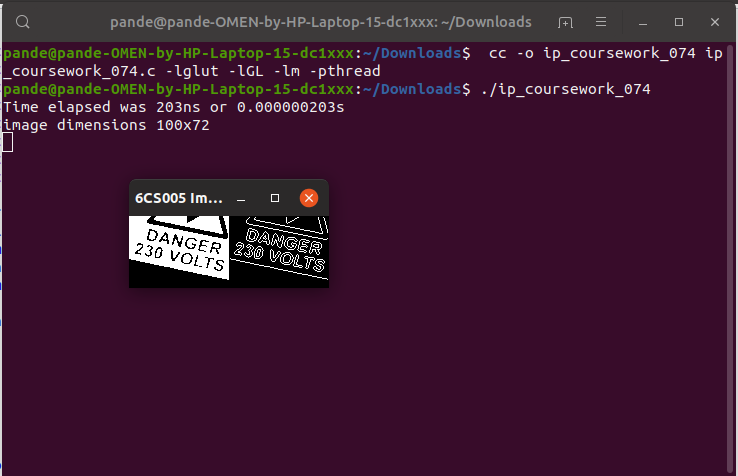 pande@pande-OMEN-by-HP-Laptop-15-dc1xxx: ~/Downloads
pande@pande-OMEN-by-HP-Laptop-15-dc1xxx:~/Downloads$  cc -o ip_coursework_074 ip
_coursework_074.c -lglut -lGL -lm -pthread
pande@pande-OMEN-by-HP-Laptop-15-dc1xxx:~/Downloads$ ./ip_coursework_074
Time elapsed was 203ns or 0.000000203s
image dimensions 100x72
6CS005 Im...
DANGER
230 VOLTS
DANGER
230 VOLTS